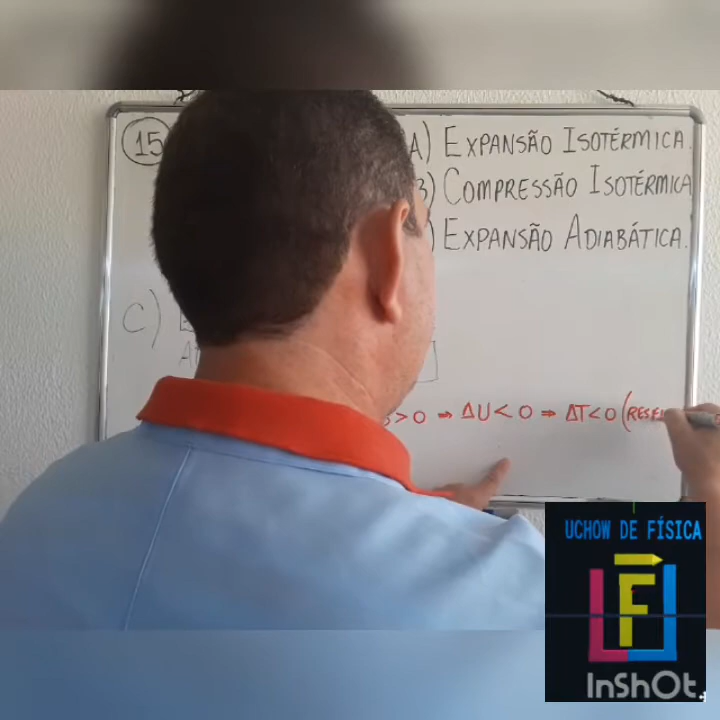 15
A) EXPANSÃO ISOTÉRMICA.
B) COMPRESSÃO ISOTÉRMICA
) EXPANSÃO ADIABÁTICA.
C)
> 0 ⇒ ΔU < 0 ⇒ ΔT < 0 (RESF
UCHOW DE FÍSICA
F
InShOt